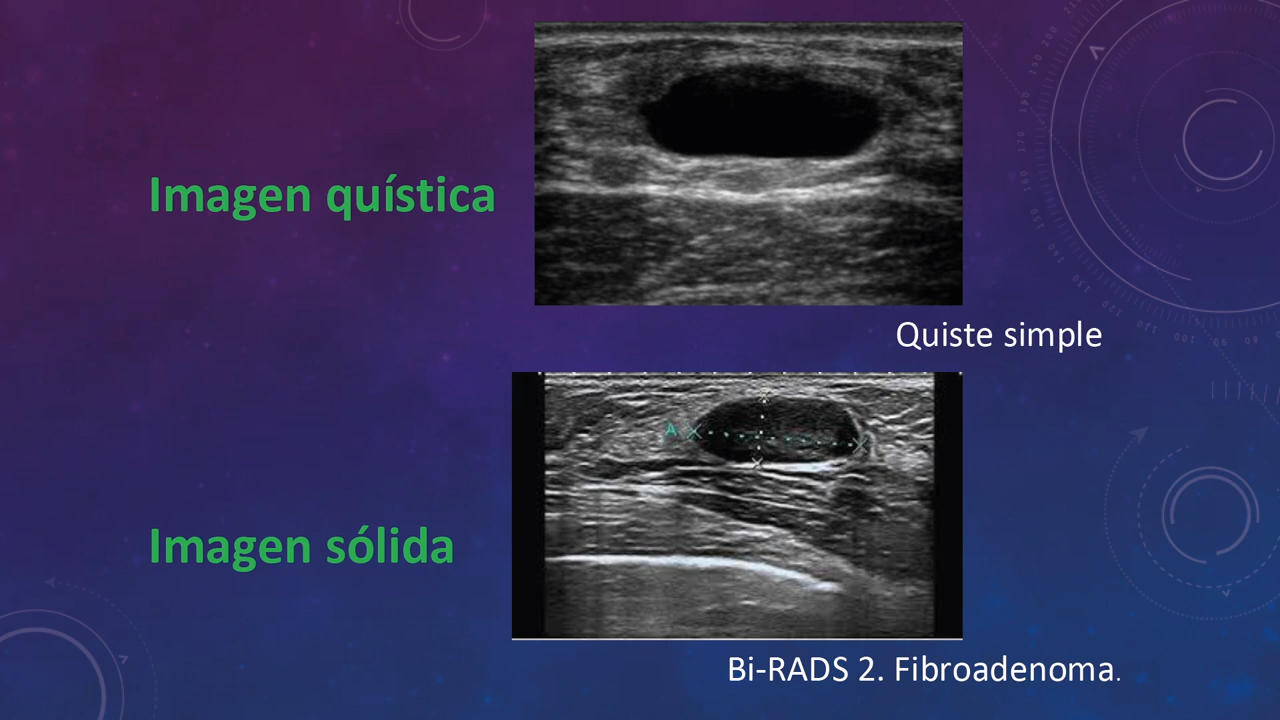 Imagen quística
Quiste simple
A
Imagen sólida
Bi-RADS 2. Fibroadenoma.